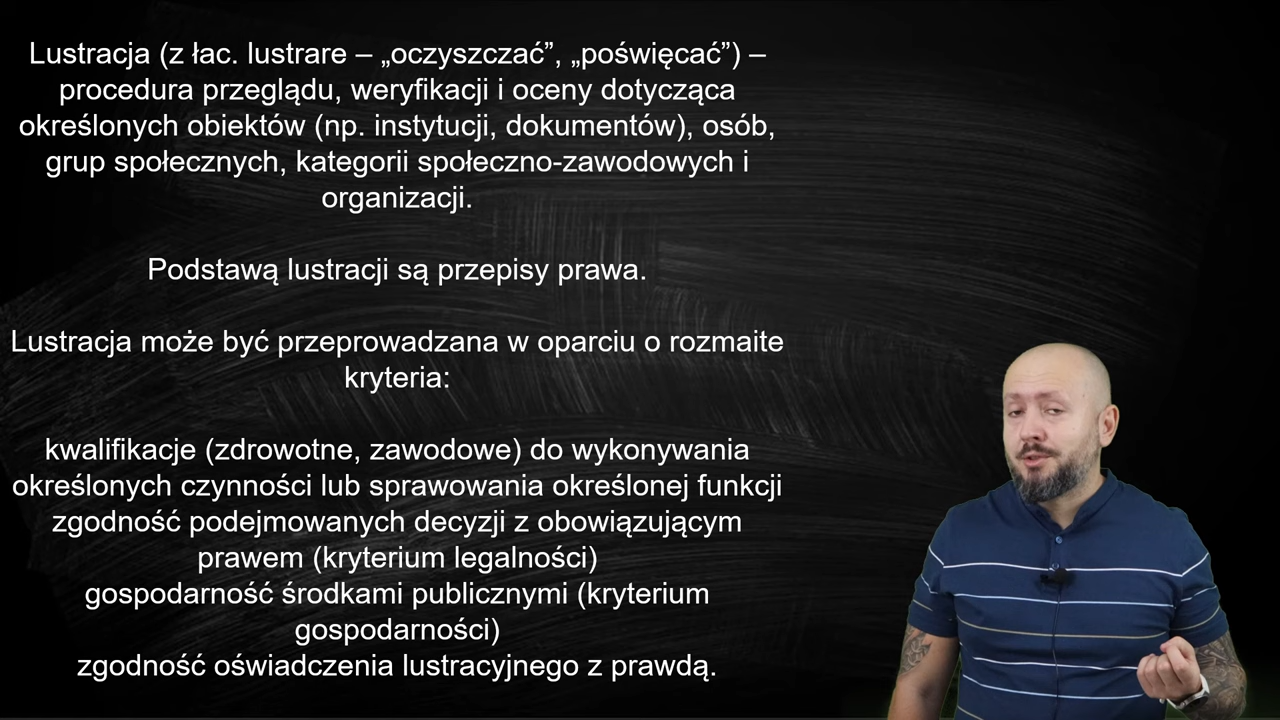 Lustracja (z łac. lustrare – „oczyszczać”, „poświęcać”) –
procedura przeglądu, weryfikacji i oceny dotycząca
określonych obiektów (np. instytucji, dokumentów), osób,
grup społecznych, kategorii społeczno-zawodowych i
organizacji.
Podstawą lustracji są przepisy prawa.
Lustracja może być przeprowadzana w oparciu o rozmaite
kryteria:
kwalifikacje (zdrowotne, zawodowe) do wykonywania
określonych czynności lub sprawowania określonej funkcji
zgodność podejmowanych decyzji z obowiązującym
prawem (kryterium legalności)
gospodarność środkami publicznymi (kryterium
gospodarności)
zgodność oświadczenia lustracyjnego z prawdą.